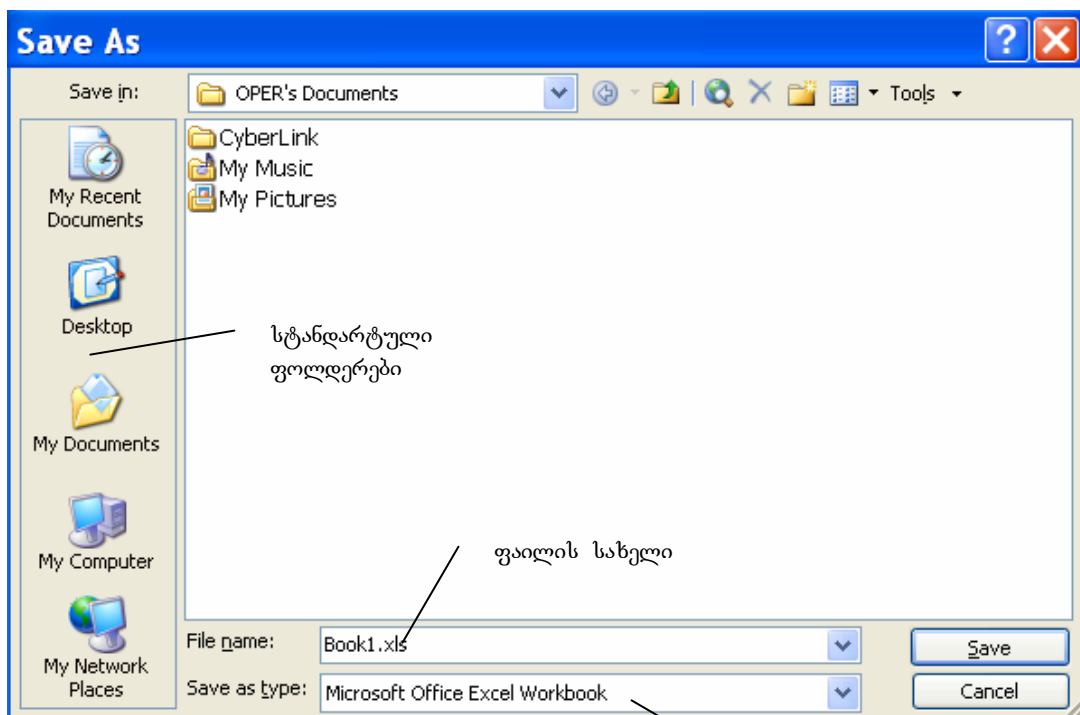 Save As
Save in:
OPER's Documents
Tools
CyberLink
My Music
My Pictures
My Recent
Documents
Desktop
My Documents
My Computer
My Network
Places
სტანდარტული
ფოლდერები
ფაილის სახელი
File name:
Book1.xls
Save
Save as type:
Microsoft Office Excel Workbook
Cancel